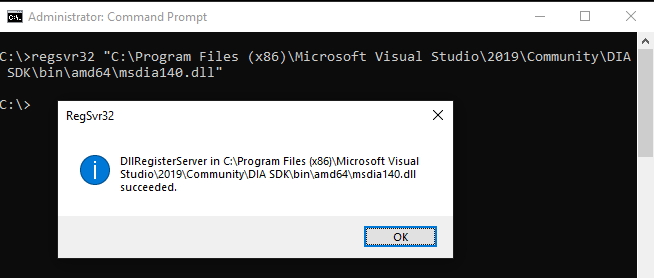 Administrator: Command Prompt
C:\>regsvr32 "C:\Program Files (x86)\Microsoft Visual Studio\2019\Community\DIA
SDK\bin\amd64\msdia140.dll"
C:\>
RegSvr32
DllRegisterServer in C:\Program Files (x86)\Microsoft Visual
Studio\2019\Community\DIA SDK\bin\amd64\msdia140.dll
succeeded.
OK